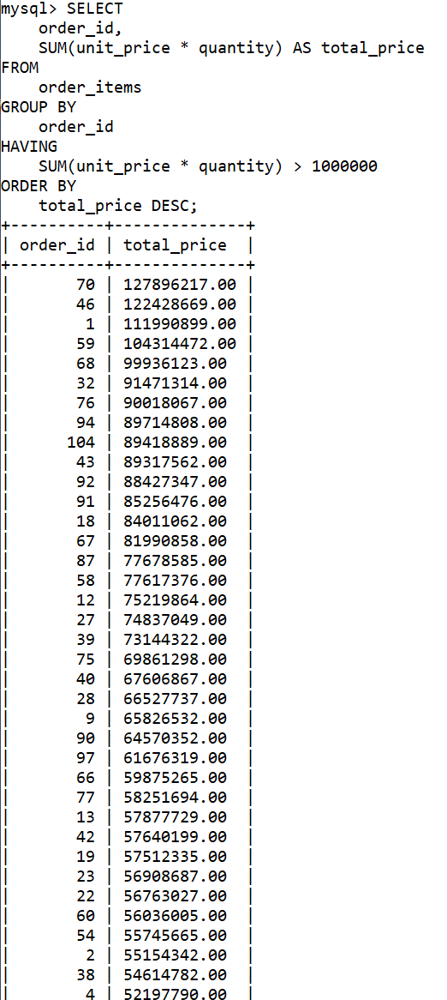 mysql> SELECT
    order_id,
    SUM(unit_price * quantity) AS total_price
FROM
    order_items
GROUP BY
    order_id
HAVING
    SUM(unit_price * quantity) > 1000000
ORDER BY
    total_price DESC;
+----------+--------------+
| order_id | total_price  |
+----------+--------------+
|       70 | 127896217.00 |
|       46 | 122428669.00 |
|        1 | 111990899.00 |
|       59 | 104314472.00 |
|       68 | 99936123.00  |
|       32 | 91471314.00  |
|       76 | 90018067.00  |
|       94 | 89714808.00  |
|      104 | 89418889.00  |
|       43 | 89317562.00  |
|       92 | 88427347.00  |
|       91 | 85256476.00  |
|       18 | 84011062.00  |
|       67 | 81990858.00  |
|       87 | 77678585.00  |
|       58 | 77617376.00  |
|       12 | 75219864.00  |
|       27 | 74837049.00  |
|       39 | 73144322.00  |
|       75 | 69861298.00  |
|       40 | 67606867.00  |
|       28 | 66527737.00  |
|        9 | 65826532.00  |
|       90 | 64570352.00  |
|       97 | 61676319.00  |
|       66 | 59875265.00  |
|       77 | 58251694.00  |
|       13 | 57877729.00  |
|       42 | 57640199.00  |
|       19 | 57512335.00  |
|       23 | 56908687.00  |
|       22 | 56763027.00  |
|       60 | 56036005.00  |
|       54 | 55745665.00  |
|        2 | 55154342.00  |
|       38 | 54614782.00  |
|        4 | 52197790.00  |